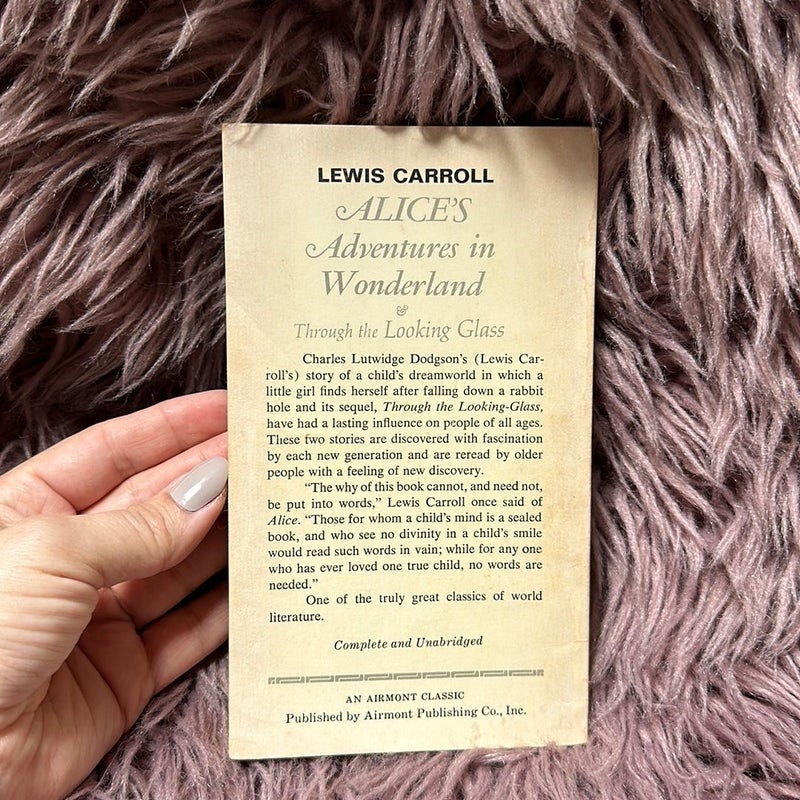 LEWIS CARROLL
ALICE'S
Adventures in
Wonderland
&
Through the Looking Glass
Charles Lutwidge Dodgson's (Lewis Car-
roll's) story of a child's dreamworld in which a
little girl finds herself after falling down a rabbit
hole and its sequel, Through the Looking-Glass,
have had a lasting influence on people of all ages.
These two stories are discovered with fascination
by each new generation and are reread by older
people with a feeling of new discovery.
"The why of this book cannot, and need not,
be put into words," Lewis Carroll once said of
Alice. "Those for whom a child's mind is a sealed
book, and who see no divinity in a child's smile
would read such words in vain; while for any one
who has ever loved one true child, no words are
needed."
One of the truly great classics of world
literature.
Complete and Unabridged
AN AIRMONT CLASSIC
Published by Airmont Publishing Co., Inc.